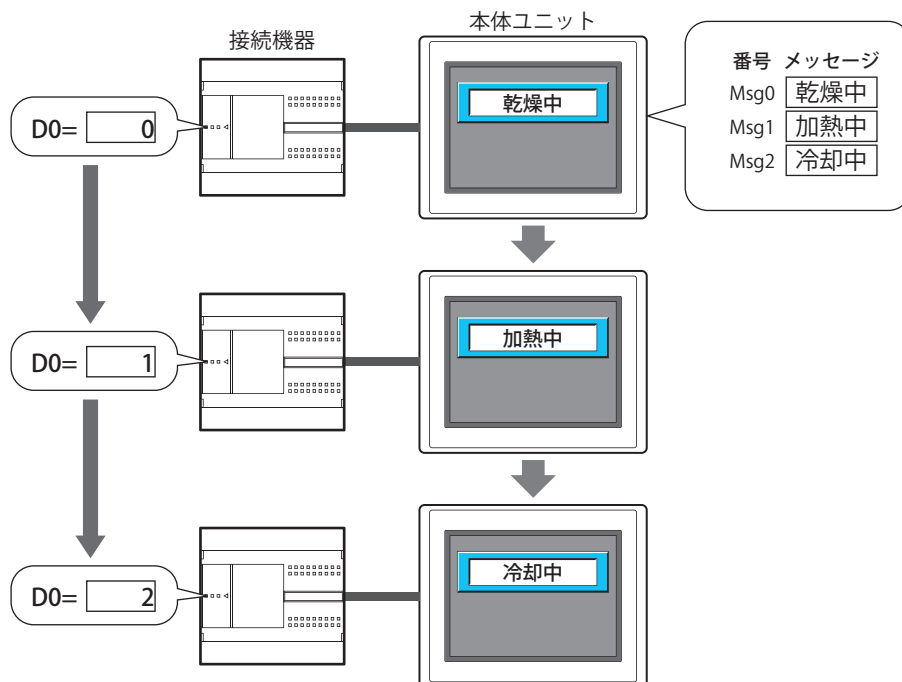 接続機器
本体ユニット
D0= 0
乾燥中
番号 メッセージ
Msg0 乾燥中
Msg1 加熱中
Msg2 冷却中
D0= 1
加熱中
D0= 2
冷却中